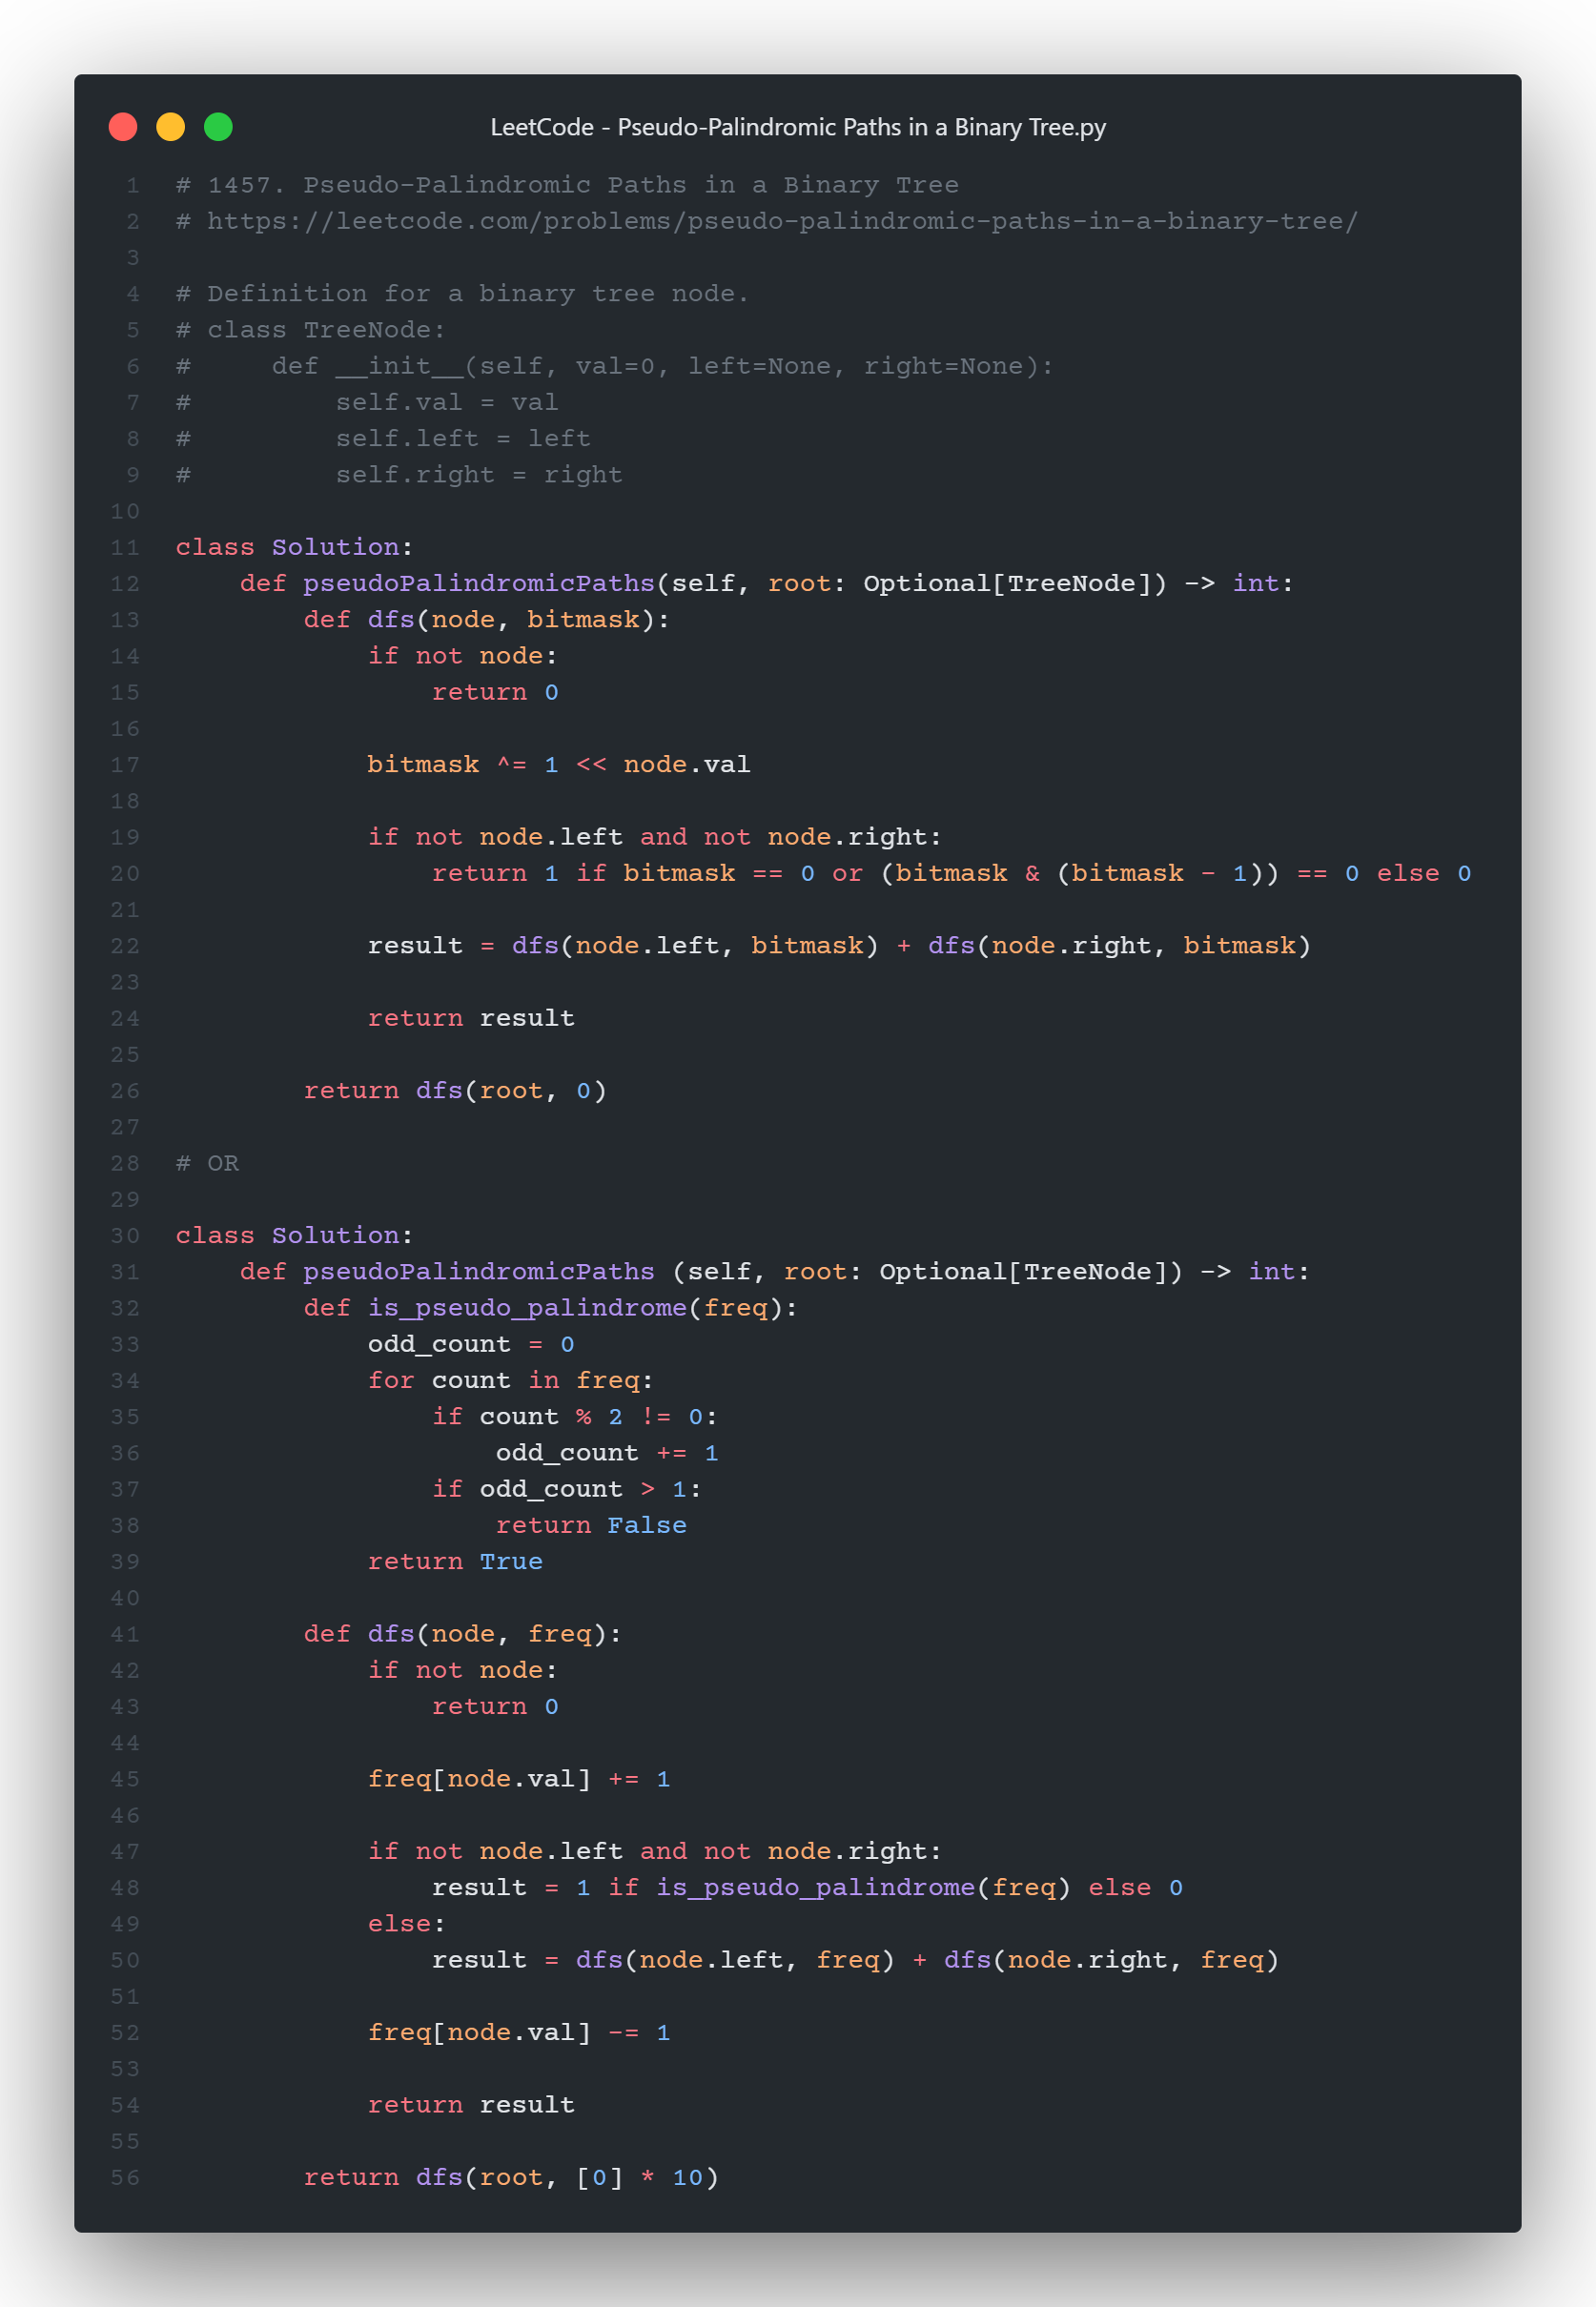 LeetCode - Pseudo-Palindromic Paths in a Binary Tree.py
1 # 1457. Pseudo-Palindromic Paths in a Binary Tree
2 # https://leetcode.com/problems/pseudo-palindromic-paths-in-a-binary-tree/
3
4 # Definition for a binary tree node.
5 # class TreeNode:
6 #     def __init__(self, val=0, left=None, right=None):
7 #         self.val = val
8 #         self.left = left
9 #         self.right = right
10
11 class Solution:
12     def pseudoPalindromicPaths(self, root: Optional[TreeNode]) -> int:
13         def dfs(node, bitmask):
14             if not node:
15                 return 0
16
17             bitmask ^= 1 << node.val
18
19             if not node.left and not node.right:
20                 return 1 if bitmask == 0 or (bitmask & (bitmask - 1)) == 0 else 0
21
22             result = dfs(node.left, bitmask) + dfs(node.right, bitmask)
23
24             return result
25
26         return dfs(root, 0)
27
28 # OR
29
30 class Solution:
31     def pseudoPalindromicPaths (self, root: Optional[TreeNode]) -> int:
32         def is_pseudo_palindrome(freq):
33             odd_count = 0
34             for count in freq:
35                 if count % 2 != 0:
36                     odd_count += 1
37                 if odd_count > 1:
38                     return False
39             return True
40
41         def dfs(node, freq):
42             if not node:
43                 return 0
44
45             freq[node.val] += 1
46
47             if not node.left and not node.right:
48                 result = 1 if is_pseudo_palindrome(freq) else 0
49             else:
50                 result = dfs(node.left, freq) + dfs(node.right, freq)
51
52             freq[node.val] -= 1
53
54             return result
55
56         return dfs(root, [0] * 10)